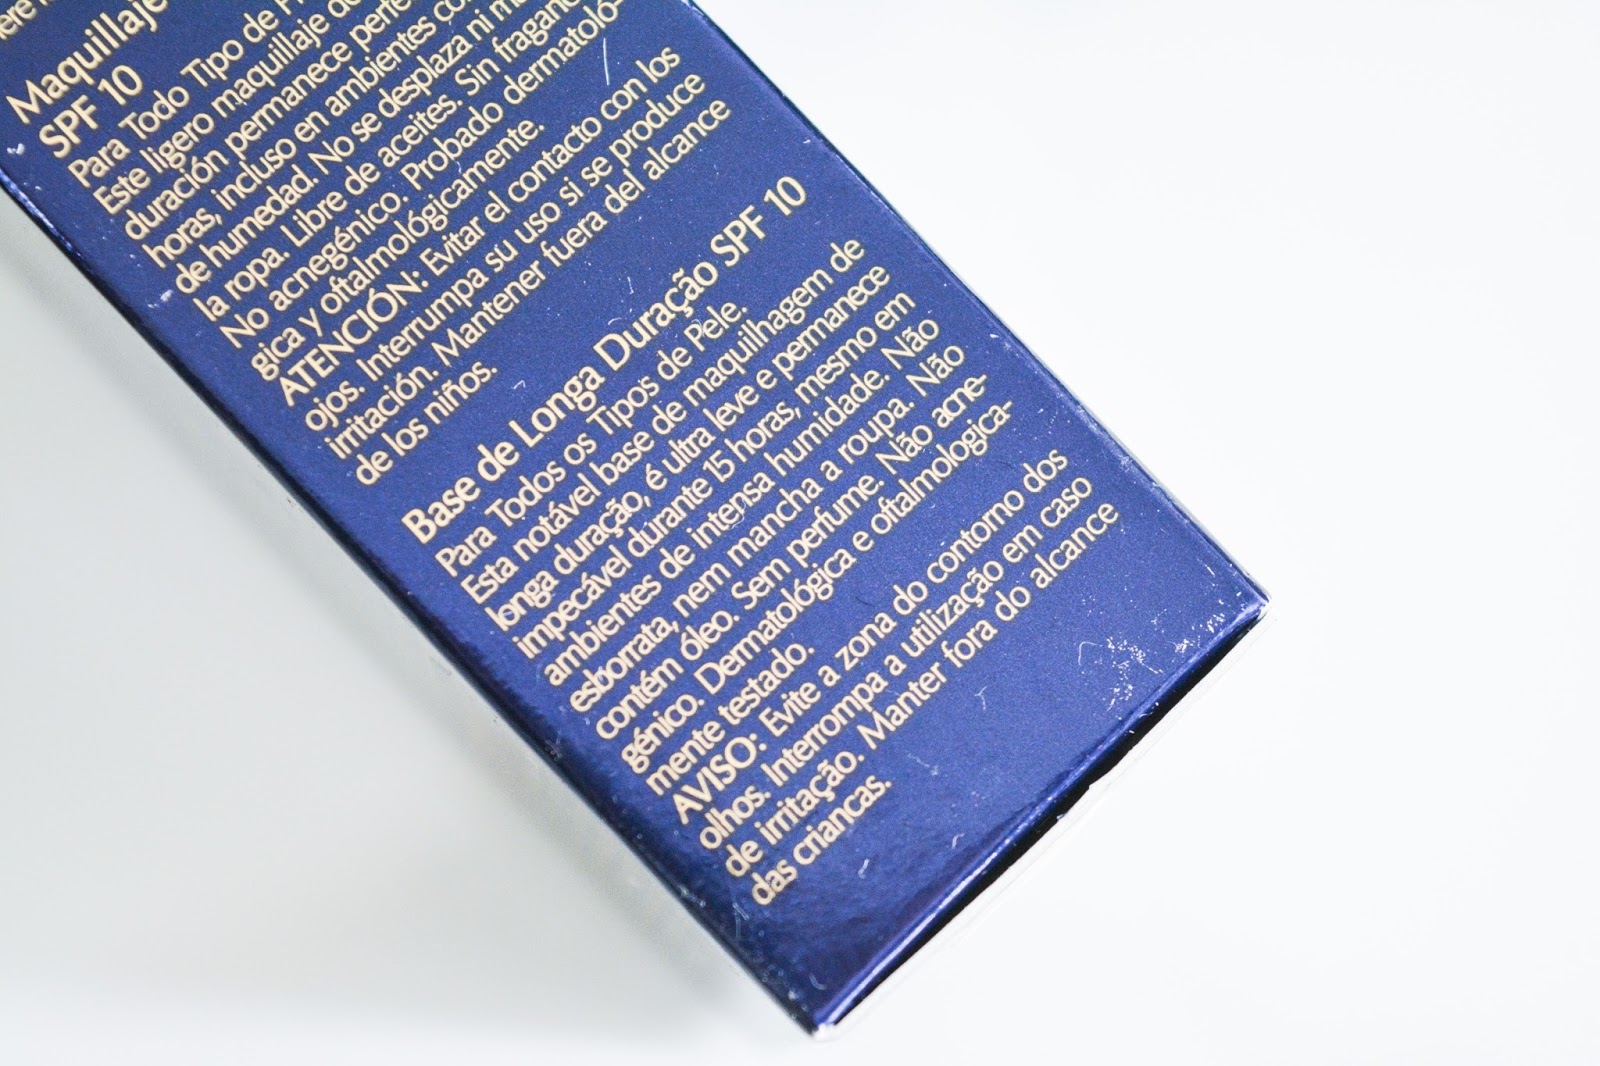 Maquillaje
SPF 10
Para Todo Tipo de
Este ligero maquillaje de
duración permanece
horas, incluso en ambientes
de humedad. No se desplaza ni
la ropa. Libre de aceites. Sin
No acnegénico. Probado dermatoló-
gica y oftalmológicamente.
ATENCIÓN: Evitar el contacto con los
ojos. Interrumpa su uso si se produce
irritación. Mantener fuera del alcance
de los niños.
Base de Longa Duração SPF 10
Para Todos os Tipos de Pele.
Esta notável base de maquilhagem de
longa duração, é ultra leve e permanece
impecável durante 15 horas, mesmo em
ambientes de intensa humidade. Não
esborrata, nem mancha a roupa. Não
contém óleo. Sem perfume. Não acne-
génico. Dermatológica e oftalmologica-
mente testado.
AVISO: Evite a zona do contorno dos
olhos. Interrompa a utilização em caso
de irritação. Manter fora do alcance
das crianças.